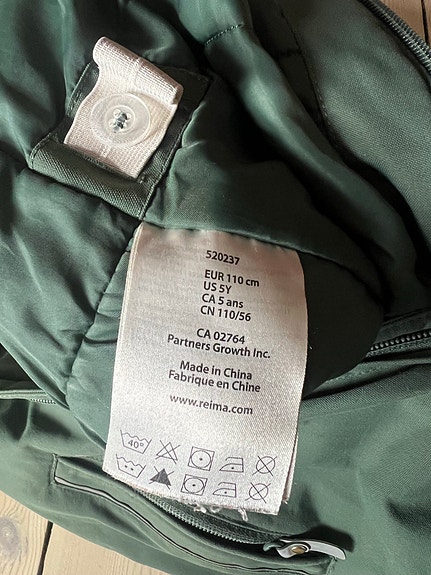 520237
EUR 110 cm
US 5Y
CA 5 ans
CN 110/56
CA 02764
Partners Growth Inc.
Made in China
Fabriqué en Chine
www.reima.com
40°